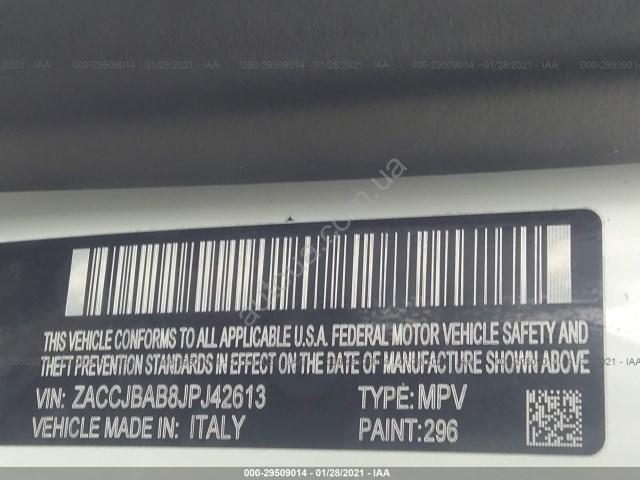 000-29509014 - 01/28/2021 - IAA
THIS VEHICLE CONFORMS TO ALL APPLICABLE U.S.A. FEDERAL MOTOR VEHICLE SAFETY AND
THEFT PREVENTION STANDARDS IN EFFECT ON THE DATE OF MANUFACTURE SHOWN ABOVE
VIN: ZACCJBAB8JPJ42613 TYPE: MPV
VEHICLE MADE IN: ITALY PAINT: 296
000-29509014 - 01/28/2021 - IAA